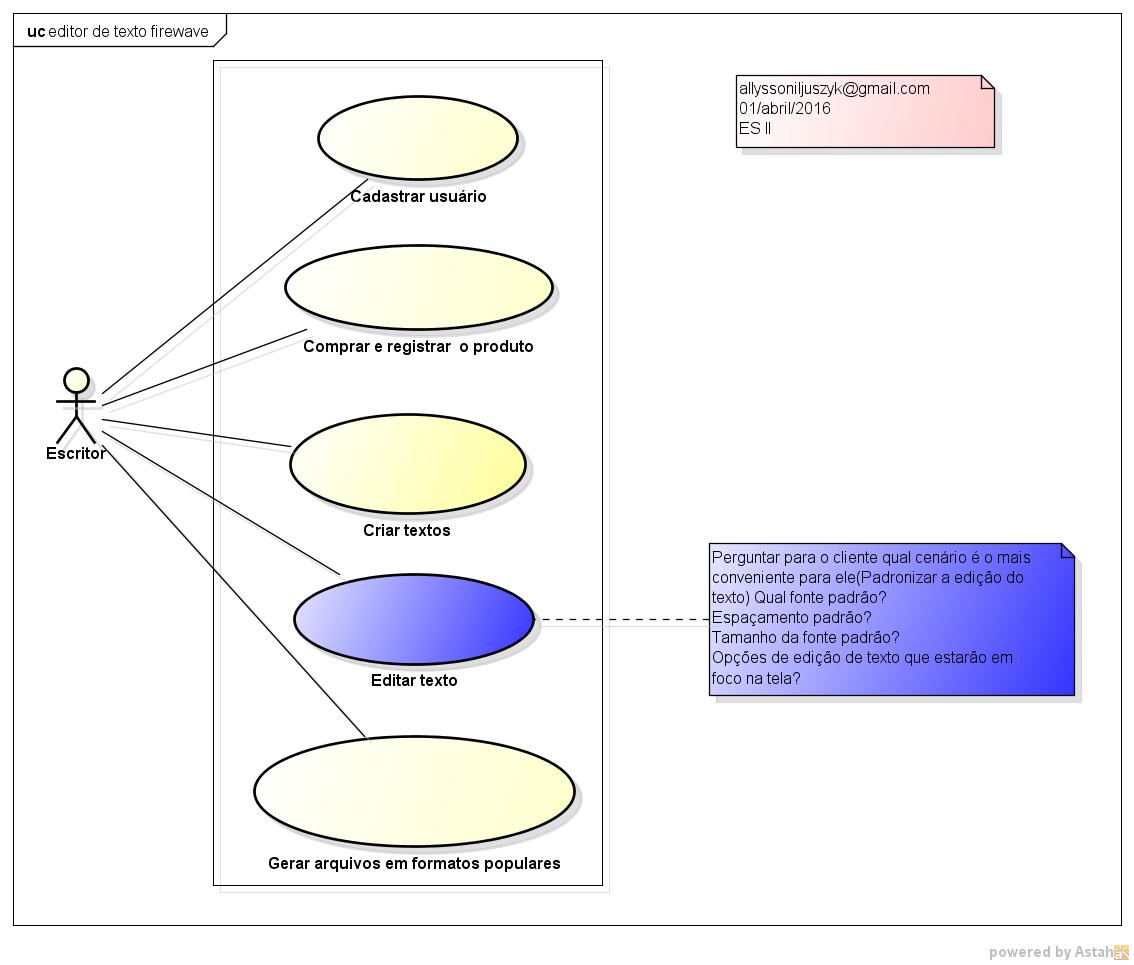 uc editor de texto firewave
allyssoniljuszyk@gmail.com
01/abril/2016
ES II
Cadastrar usuário
Comprar e registrar  o produto
Escritor
Criar textos
Perguntar para o cliente qual cenário é o mais
conveniente para ele(Padronizar a edição do
texto) Qual fonte padrão?
Espaçamento padrão?
Tamanho da fonte padrão?
Opções de edição de texto que estarão em
foco na tela?
Editar texto
Gerar arquivos em formatos populares
powered by Astah